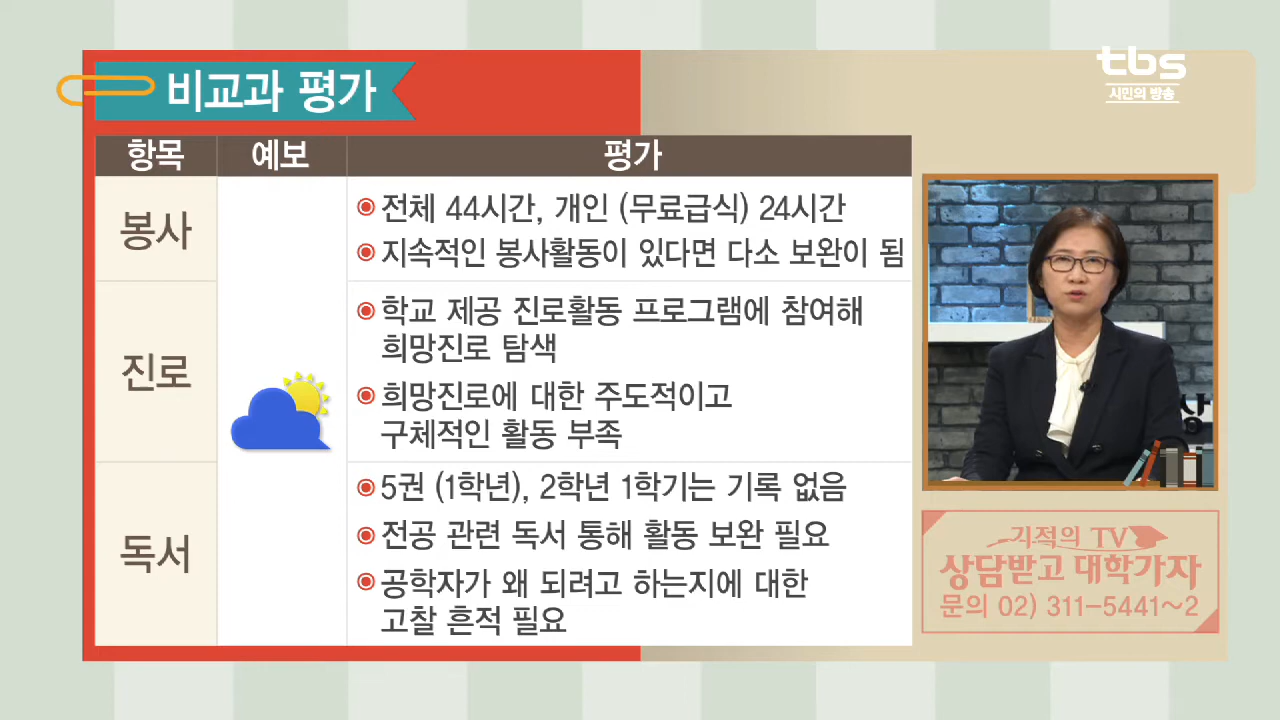 비교과 평가
tbs
시민의 방송
항목 예보 평가
봉사
전체 44시간, 개인 (무료급식) 24시간
지속적인 봉사활동이 있다면 다소 보완이 됨
진로
학교 제공 진로활동 프로그램에 참여해
희망진로 탐색
희망진로에 대한 주도적이고
구체적인 활동 부족
독서
5권 (1학년), 2학년 1학기는 기록 없음
전공 관련 독서 통해 활동 보완 필요
공학자가 왜 되려고 하는지에 대한
고찰 흔적 필요
상
기적의 TV
상담받고 대학가자
문의 02) 311-5441~2